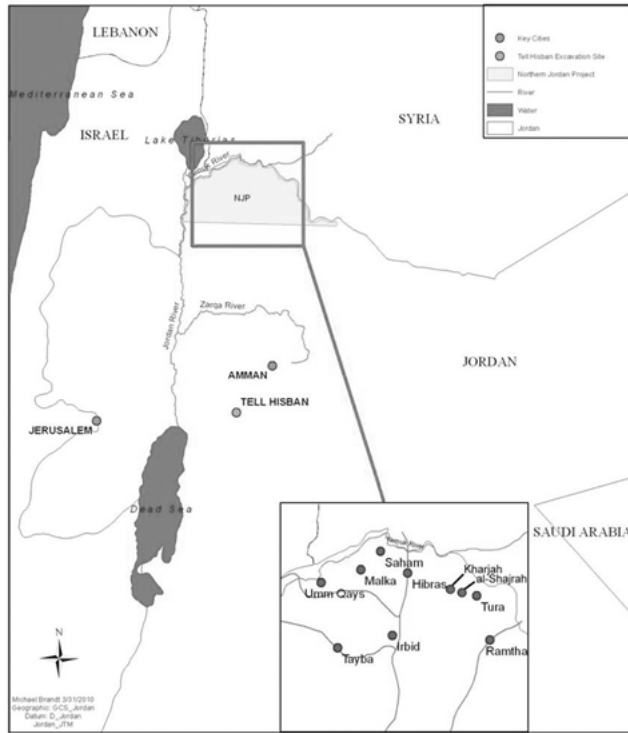 LEBANON
Mediterranean Sea
ISRAEL
Lake Tiberias
SYRIA
Key Cities
Tell Hisban Excavation Site
Northern Jordan Project
River
Water
Jordan
River
NJP
Jordan River
Zarqa River
AMMAN
TELL HISBAN
JERUSALEM
JORDAN
Dead Sea
SAUDI ARABIA
Saham
Malka
Umm Qays
Hibras
Kharjah
al-Shajrah
Tura
Tayba
Irbid
Ramtha
N
Michael Brandt 3/31/2010
Geographic: GCS_Jordan
Datum: D_Jordan
Jordan_JTM